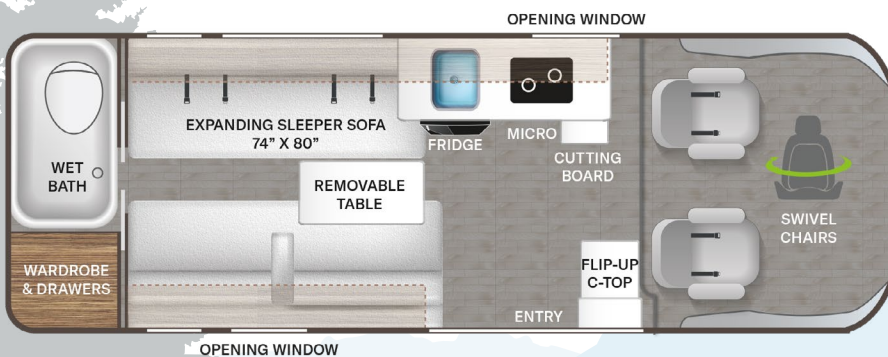 OPENING WINDOW
EXPANDING SLEEPER SOFA
74” X 80”
FRIDGE
MICRO
CUTTING
BOARD
WET
BATH
REMOVABLE
TABLE
SWIVEL
CHAIRS
WARDROBE
& DRAWERS
FLIP-UP
C-TOP
ENTRY
OPENING WINDOW